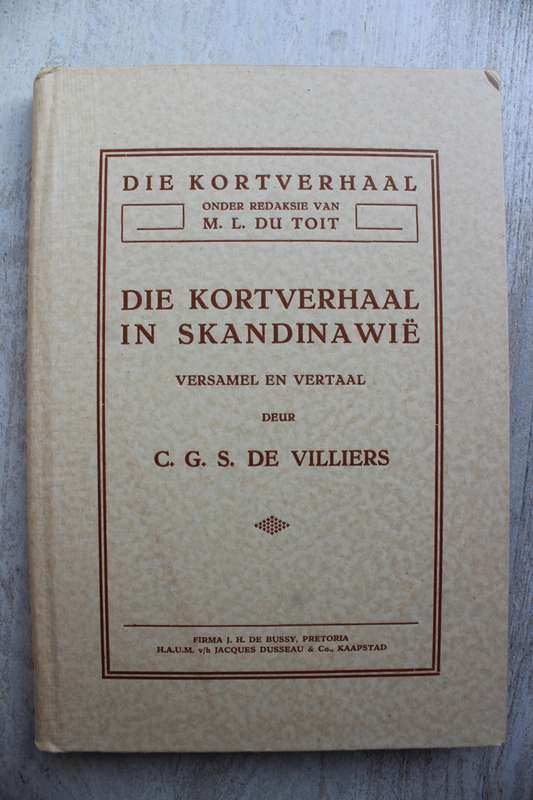 DIE KORTVERHAAL
ONDER REDAKSIE VAN
M. L. DU TOIT
DIE KORTVERHAAL
IN SKANDINAWIË
VERSAMEL EN VERTAAL
DEUR
C. G. S. DE VILLIERS
FIRMA J. H. DE BUSSY, PRETORIA
H.A.U.M. v/h JACQUES DUSSEAU & Co., KAAPSTAD